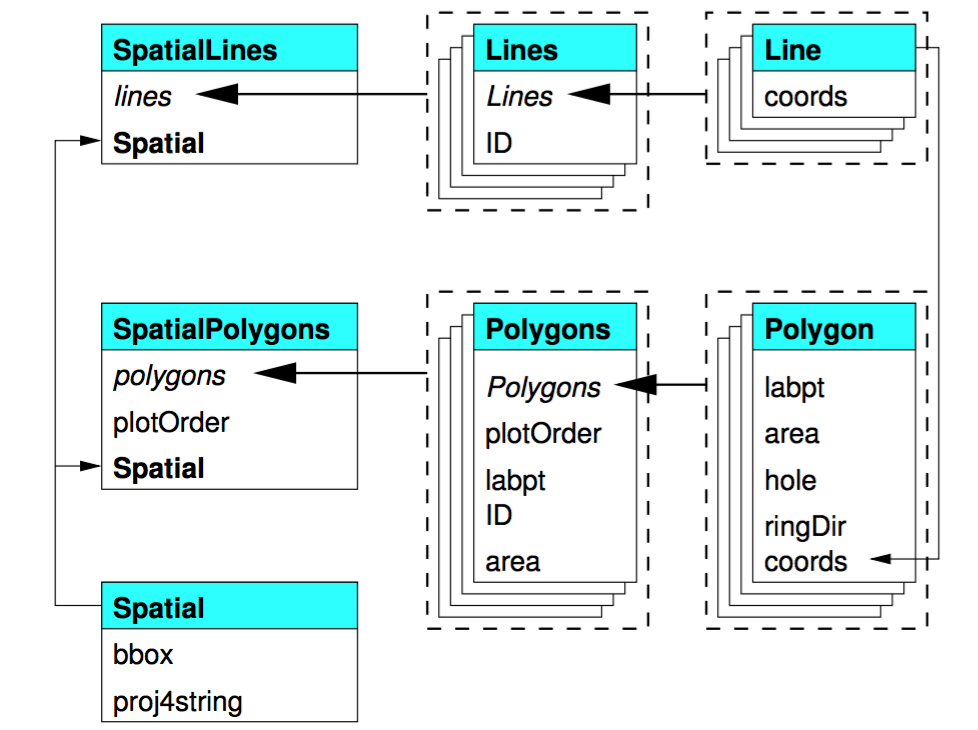 SpatialLines
lines
Spatial
Lines
Lines
ID
Line
coords
SpatialPolygons
polygons
plotOrder
Spatial
Polygons
Polygons
plotOrder
labpt
ID
area
Polygon
labpt
area
hole
ringDir
coords
Spatial
bbox
proj4string